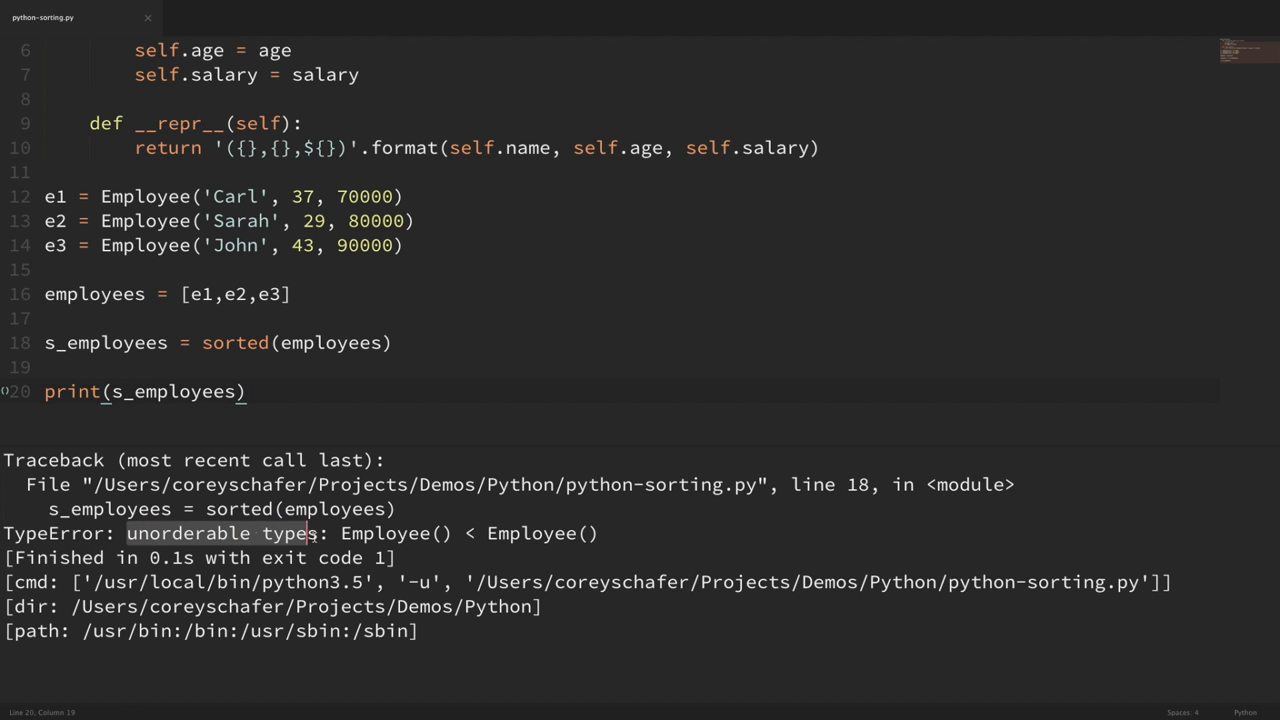 python-sorting.py ×
6 self.age = age
7 self.salary = salary
8
9 def __repr__(self):
10 return '({},{},${})'.format(self.name, self.age, self.salary)
11
12 e1 = Employee('Carl', 37, 70000)
13 e2 = Employee('Sarah', 29, 80000)
14 e3 = Employee('John', 43, 90000)
15
16 employees = [e1,e2,e3]
17
18 s_employees = sorted(employees)
19
()20 print(s_employees)
Traceback (most recent call last):
File "/Users/coreyschafer/Projects/Demos/Python/python-sorting.py", line 18, in <module>
s_employees = sorted(employees)
TypeError: unorderable types: Employee() < Employee()
[Finished in 0.1s with exit code 1]
[cmd: ['/usr/local/bin/python3.5', '-u', '/Users/coreyschafer/Projects/Demos/Python/python-sorting.py']]
[dir: /Users/coreyschafer/Projects/Demos/Python]
[path: /usr/bin:/bin:/usr/sbin:/sbin]
Line 20, Column 19 Spaces: 4 Python